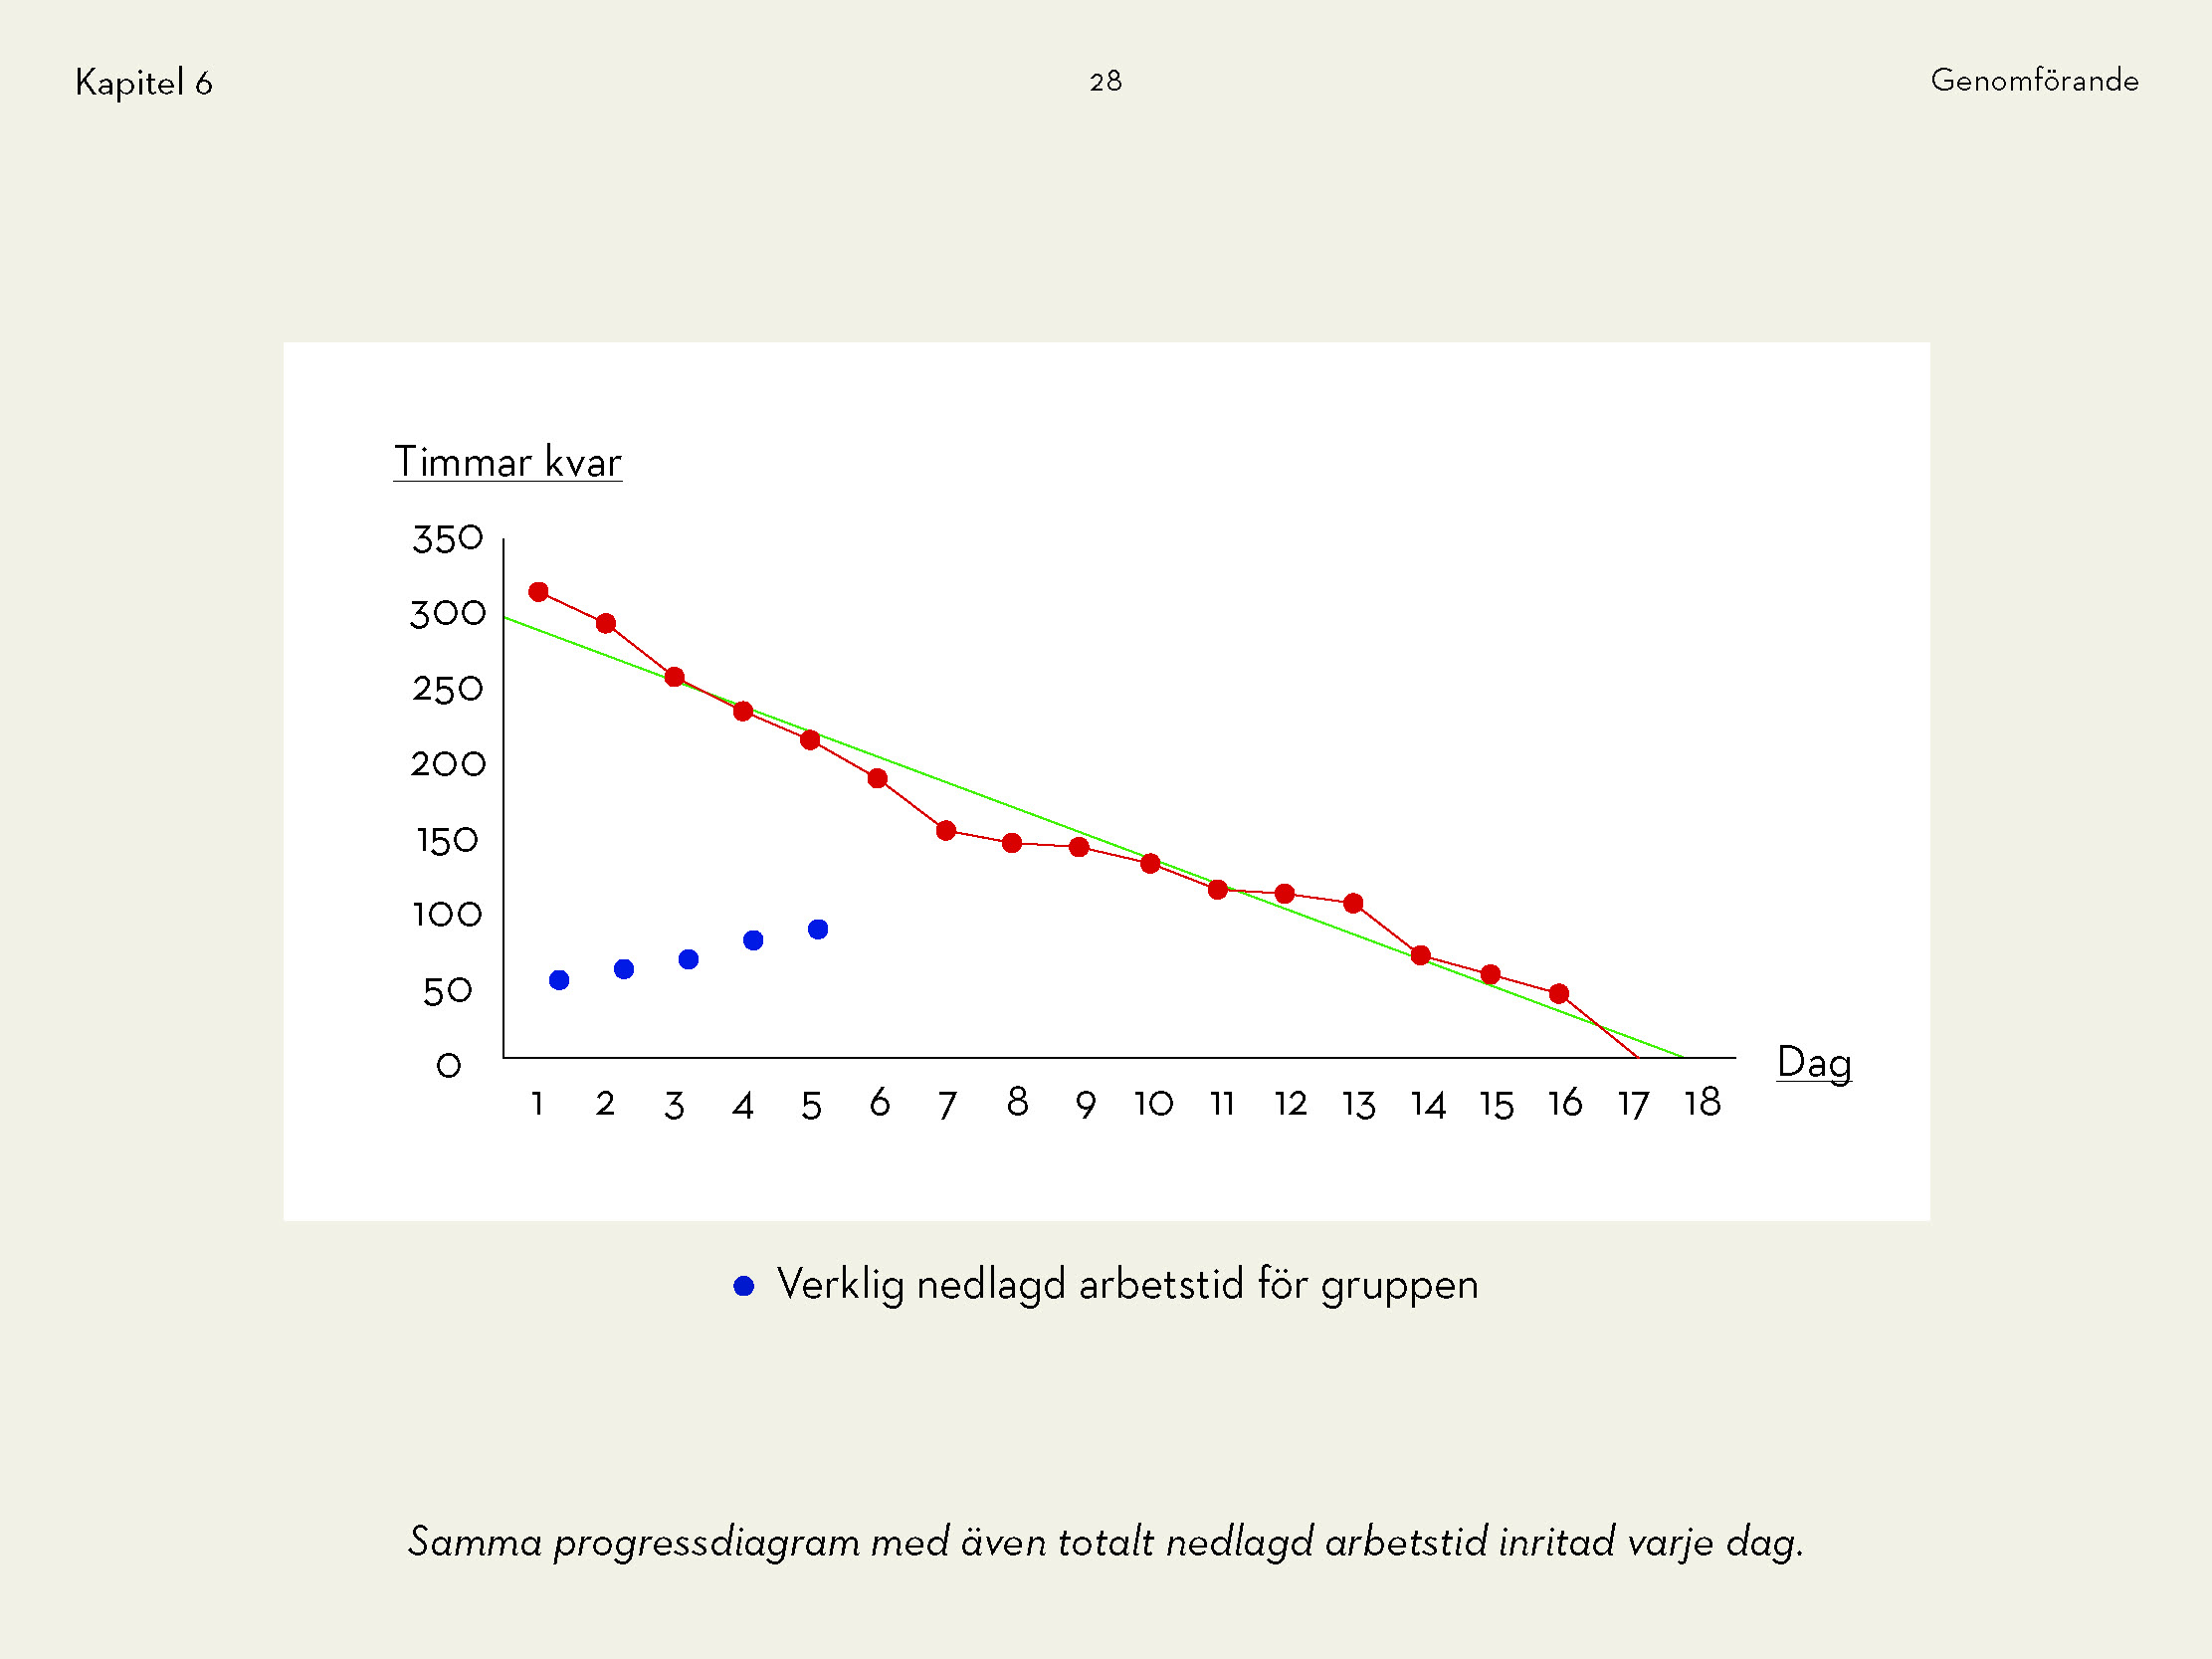 Kapitel 6
28
Genomförande
Timmar kvar
350
300
250
200
150
100
50
0
Dag
1 2 3 4 5 6 7 8 9 10 11 12 13 14 15 16 17 18
Verklig nedlagd arbetstid för gruppen
Samma progressdiagram med även totalt nedlagd arbetstid inritad varje dag.